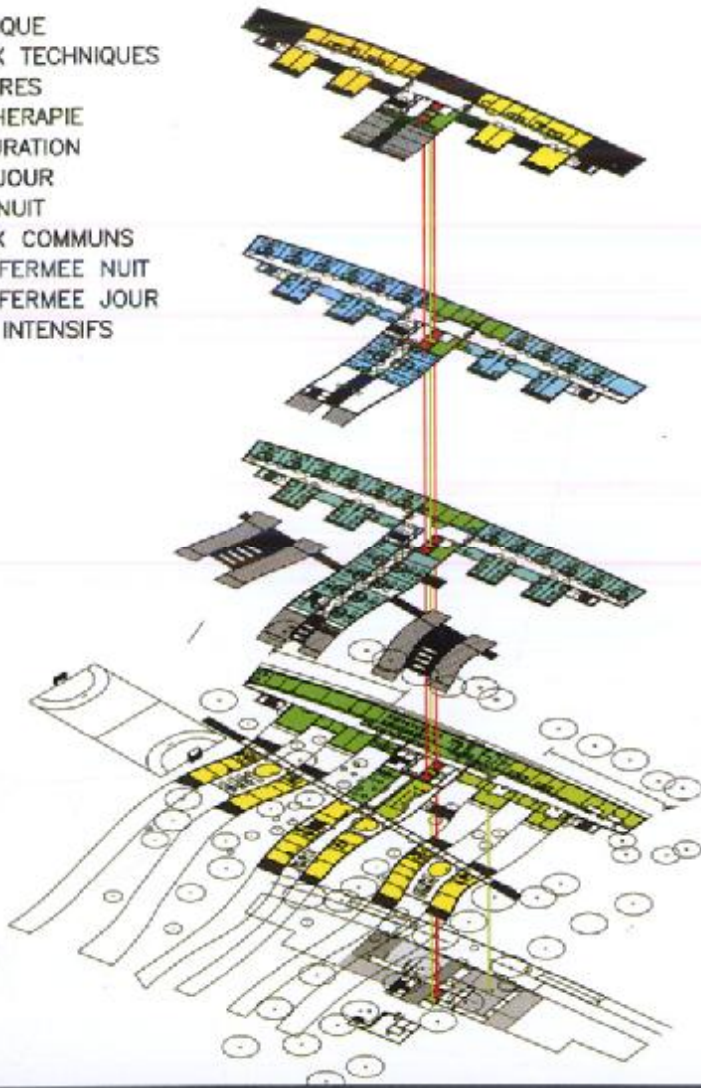 QUE
X TECHNIQUES
RES
HERAPIE
URATION
JOUR
NUIT
X COMMUNS
FERMEE NUIT
FERMEE JOUR
INTENSIFS